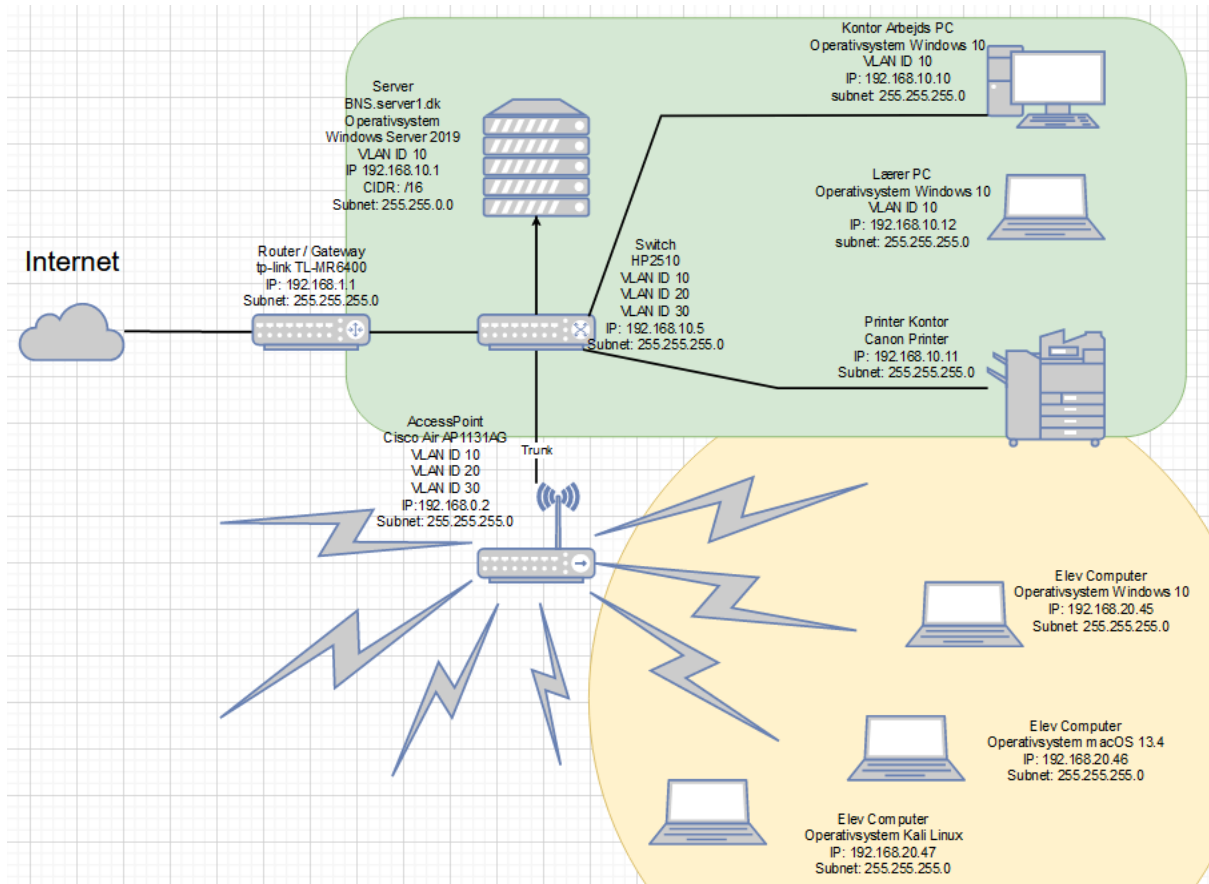 Kontor Arbejds PC
Operativsystem Windows 10
VLAN ID 10
IP: 192.168.10.10
subnet: 255.255.255.0
Server
BNS.server1.dk
Operativsystem
Windows Server 2019
VLAN ID 10
IP 192.168.10.1
CIDR: /16
Subnet: 255.255.0.0
Lærer PC
Operativsystem Windows 10
VLAN ID 10
IP: 192.168.10.12
subnet: 255.255.255.0
Internet
Router / Gateway
tp-link TL-MR6400
IP: 192.168.1.1
Subnet: 255.255.255.0
Switch
HP2510
VLAN ID 10
VLAN ID 20
VLAN ID 30
IP: 192.168.10.5
Subnet: 255.255.255.0
Printer Kontor
Canon Printer
IP: 192.168.10.11
Subnet: 255.255.255.0
AccessPoint
Cisco Air AP1131AG
VLAN ID 10
VLAN ID 20
VLAN ID 30
IP:192.168.0.2
Subnet: 255.255.255.0
Trunk
Elev Computer
Operativsystem Windows 10
IP: 192.168.20.45
Subnet: 255.255.255.0
Elev Computer
Operativsystem macOS 13.4
IP: 192.168.20.46
Subnet: 255.255.255.0
Elev Computer
Operativsystem Kali Linux
IP: 192.168.20.47
Subnet: 255.255.255.0